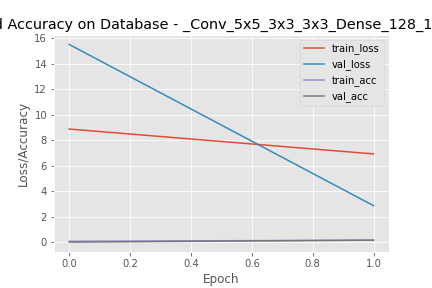 d Accuracy on Database - _Conv_5x5_3x3_3x3_Dense_128_1
16
14
12
10
8
6
4
2
0
Loss/Accuracy
train_loss
val_loss
train_acc
val_acc
0.0 0.2 0.4 0.6 0.8 1.0
Epoch